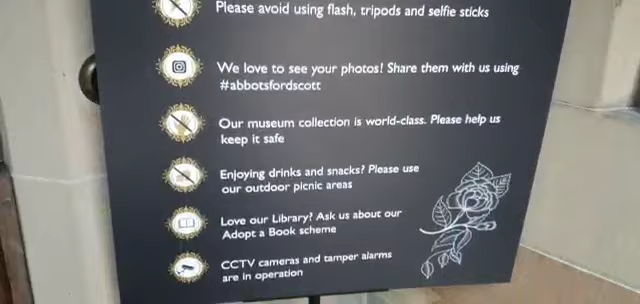 Please avoid using flash, tripods and selfie sticks
We love to see your photos! Share them with us using
#abbotsfordscott
Our museum collection is world-class. Please help us
keep it safe
Enjoying drinks and snacks? Please use
our outdoor picnic areas
Love our Library? Ask us about our
Adopt a Book scheme
CCTV cameras and tamper alarms
are in operation